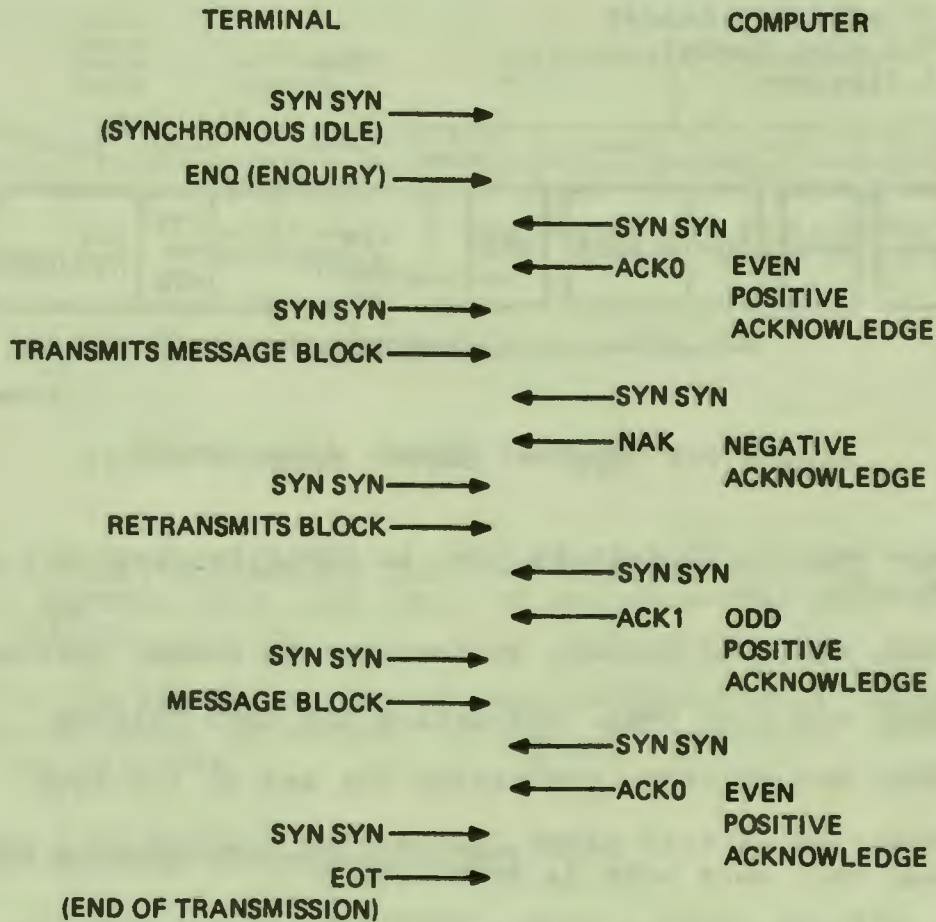 TERMINAL COMPUTER
SYN SYN
(SYNCHRONOUS IDLE)
ENQ (ENQUIRY)
SYN SYN
ACK0 EVEN
POSITIVE
ACKNOWLEDGE
SYN SYN
TRANSMITS MESSAGE BLOCK
SYN SYN
NAK NEGATIVE
ACKNOWLEDGE
SYN SYN
RETRANSMITS BLOCK
SYN SYN
ACK1 ODD
POSITIVE
ACKNOWLEDGE
SYN SYN
MESSAGE BLOCK
SYN SYN
ACK0 EVEN
POSITIVE
ACKNOWLEDGE
SYN SYN
EOT
(END OF TRANSMISSION)